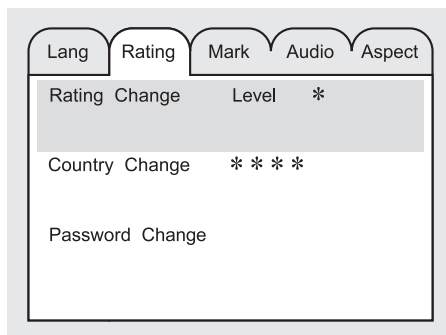 Lang Rating Mark Audio Aspect
Rating Change Level *
Country Change * * * *
Password Change